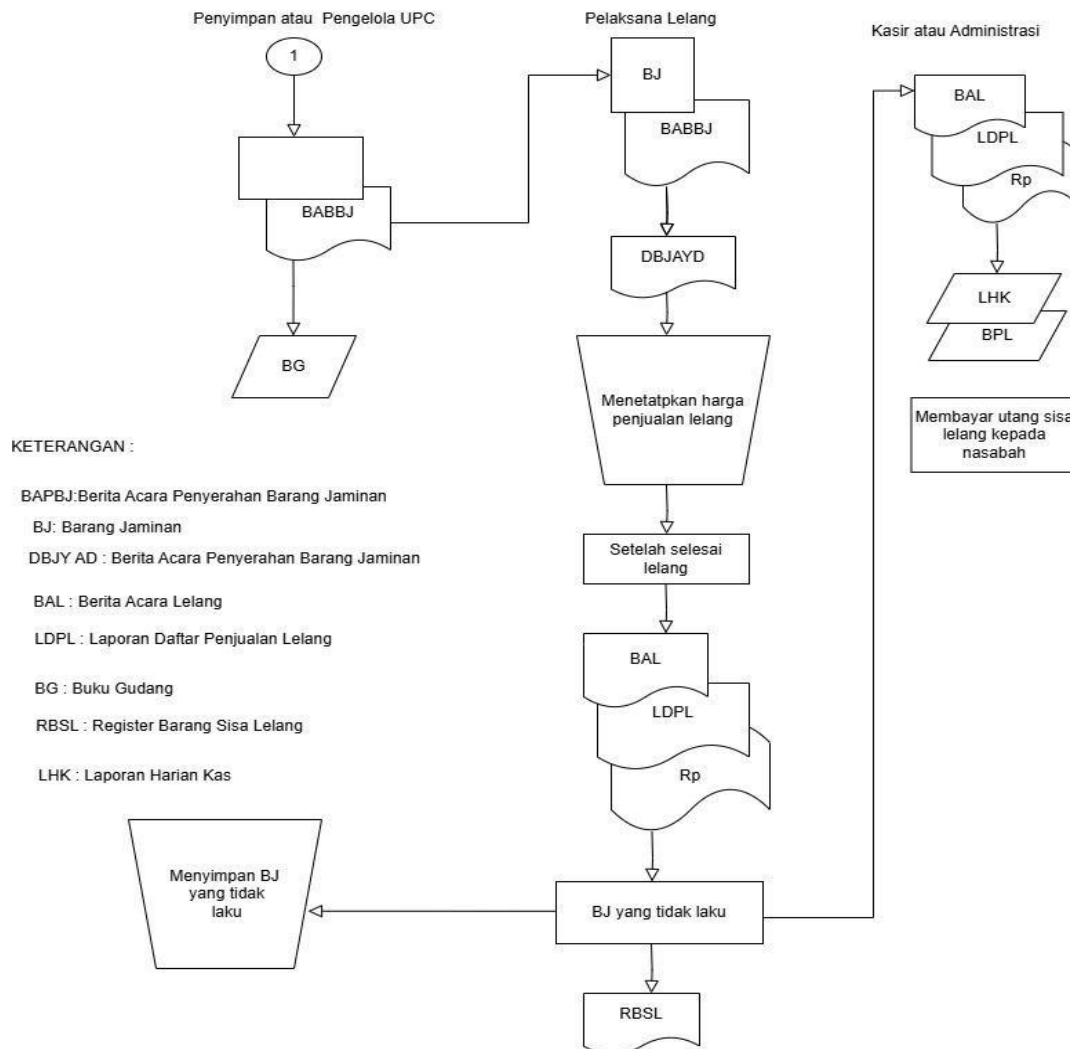 Penyimpan atau Pengelola UPC
1
BABBJ
BG
Pelaksana Lelang
BJ
BABBJ
DBJAYD
Menetatpkan harga
penjualan lelang
Setelah selesai
lelang
BAL
LDPL
Rp
BJ yang tidak laku
RBSL
Kasir atau Administrasi
BAL
LDPL
Rp
LHK
BPL
Membayar utang sisa
lelang kepada
nasabah
KETERANGAN :
BAPBJ:Berita Acara Penyerahan Barang Jaminan
BJ: Barang Jaminan
DBJY AD : Berita Acara Penyerahan Barang Jaminan
BAL : Berita Acara Lelang
LDPL : Laporan Daftar Penjualan Lelang
BG : Buku Gudang
RBSL : Register Barang Sisa Lelang
LHK : Laporan Harian Kas
Menyimpan BJ
yang tidak
laku